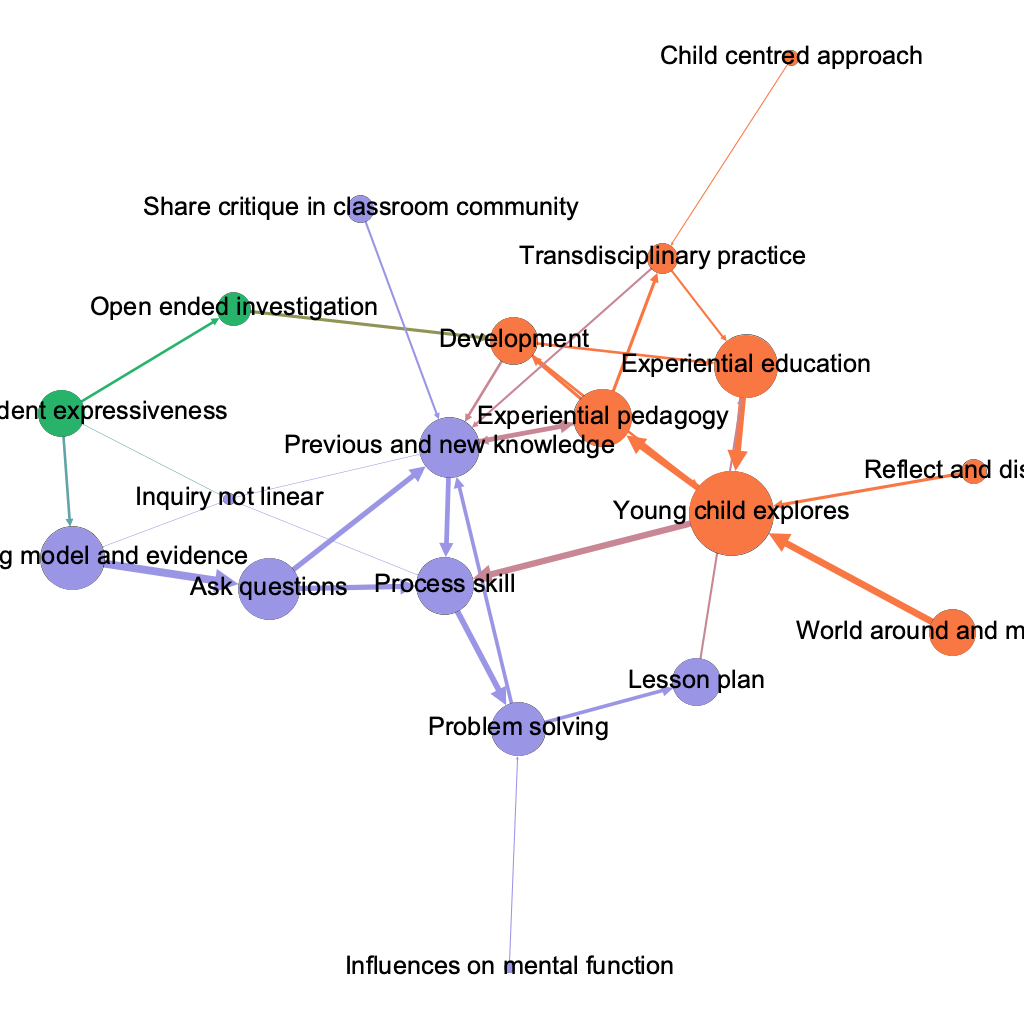 Child centred approach
Share critique in classroom community
Transdisciplinary practice
Open ended investigation
Development
Experiential education
dent expressiveness
Experiential pedagogy
Previous and new knowledge
Reflect and dis
Inquiry not linear
Young child explores
g model and evidence
Ask questions
Process skill
World around and m
Lesson plan
Problem solving
Influences on mental function